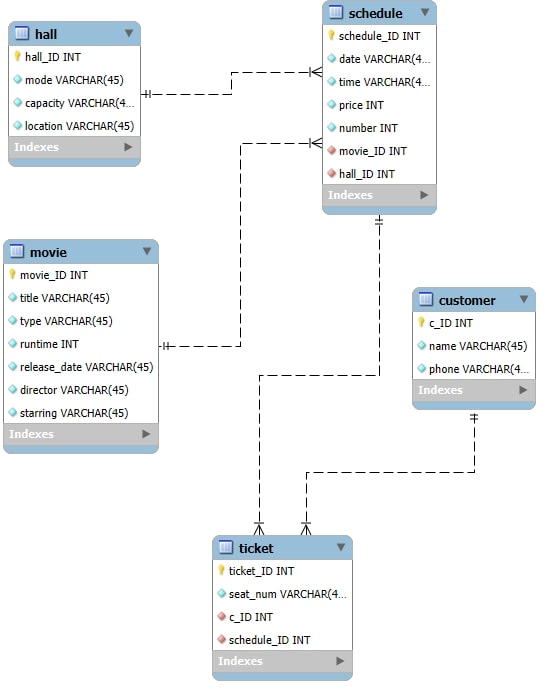 hall
hall_ID INT
mode VARCHAR(45)
capacity VARCHAR(4...
location VARCHAR(45)
Indexes
schedule
schedule_ID INT
date VARCHAR(4...
time VARCHAR(4...
price INT
number INT
movie_ID INT
hall_ID INT
Indexes
movie
movie_ID INT
title VARCHAR(45)
type VARCHAR(45)
runtime INT
release_date VARCHAR(45)
director VARCHAR(45)
starring VARCHAR(45)
Indexes
customer
c_ID INT
name VARCHAR(45)
phone VARCHAR(4...
Indexes
ticket
ticket_ID INT
seat_num VARCHAR(4...
c_ID INT
schedule_ID INT
Indexes